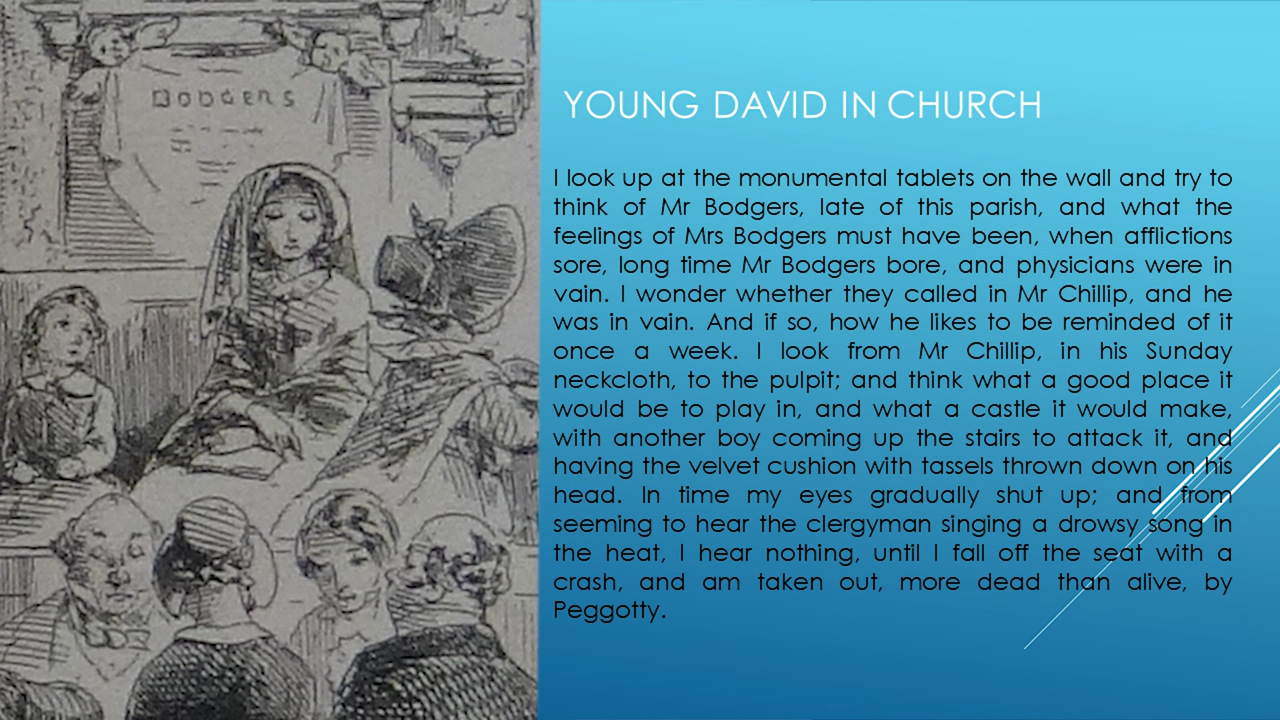 BODGERS
YOUNG DAVID IN CHURCH
I look up at the monumental tablets on the wall and try to
think of Mr Bodgers, late of this parish, and what the
feelings of Mrs Bodgers must have been, when afflictions
sore, long time Mr Bodgers bore, and physicians were in
vain. I wonder whether they called in Mr Chillip, and he
was in vain. And if so, how he likes to be reminded of it
once a week. I look from Mr Chillip, in his Sunday
neckcloth, to the pulpit; and think what a good place it
would be to play in, and what a castle it would make,
with another boy coming up the stairs to attack it, and
having the velvet cushion with tassels thrown down on his
head. In time my eyes gradually shut up; and from
seeming to hear the clergyman singing a drowsy song in
the heat, I hear nothing, until I fall off the seat with a
crash, and am taken out, more dead than alive, by
Peggotty.